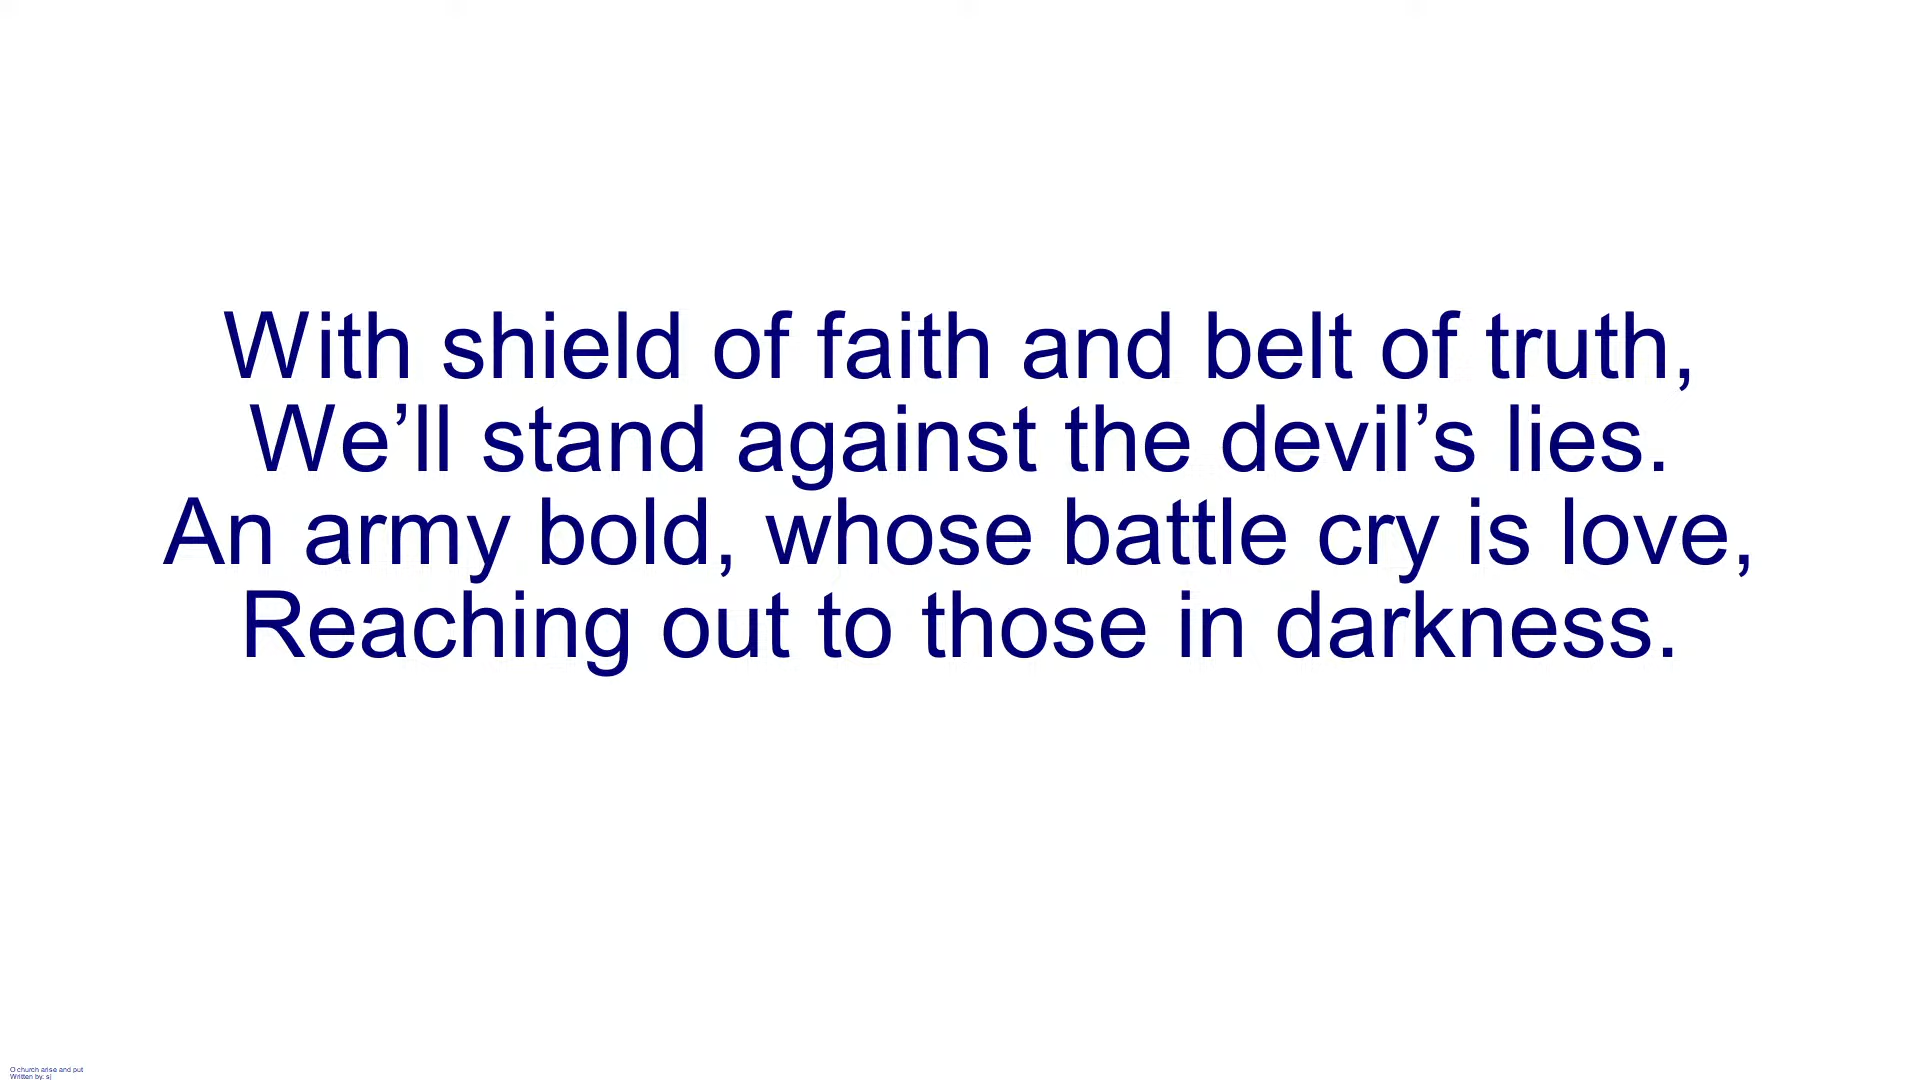 With shield of faith and belt of truth,
We’ll stand against the devil’s lies.
An army bold, whose battle cry is love,
Reaching out to those in darkness.
O church arise and put
Written by: s|